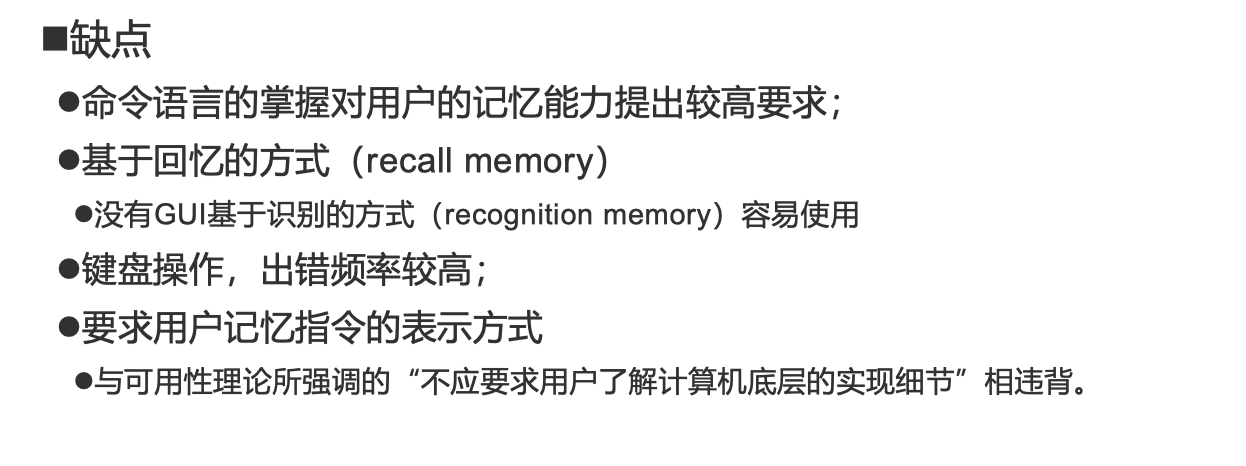 ■缺点
●命令语言的掌握对用户的记忆能力提出较高要求；
●基于回忆的方式（recall memory）
●没有GUI基于识别的方式（recognition memory）容易使用
●键盘操作，出错频率较高；
●要求用户记忆指令的表示方式
●与可用性理论所强调的“不应要求用户了解计算机底层的实现细节”相违背。